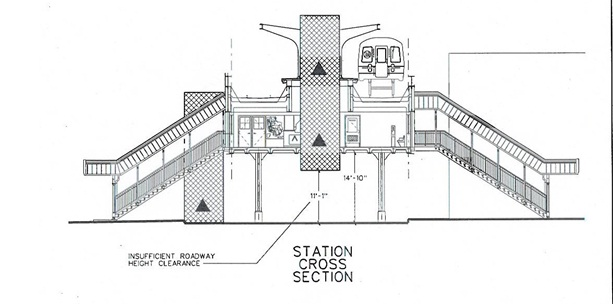 14'-10"
11'-1"
INSUFFICIENT ROADWAY
HEIGHT CLEARANCE
STATION
CROSS
SECTION